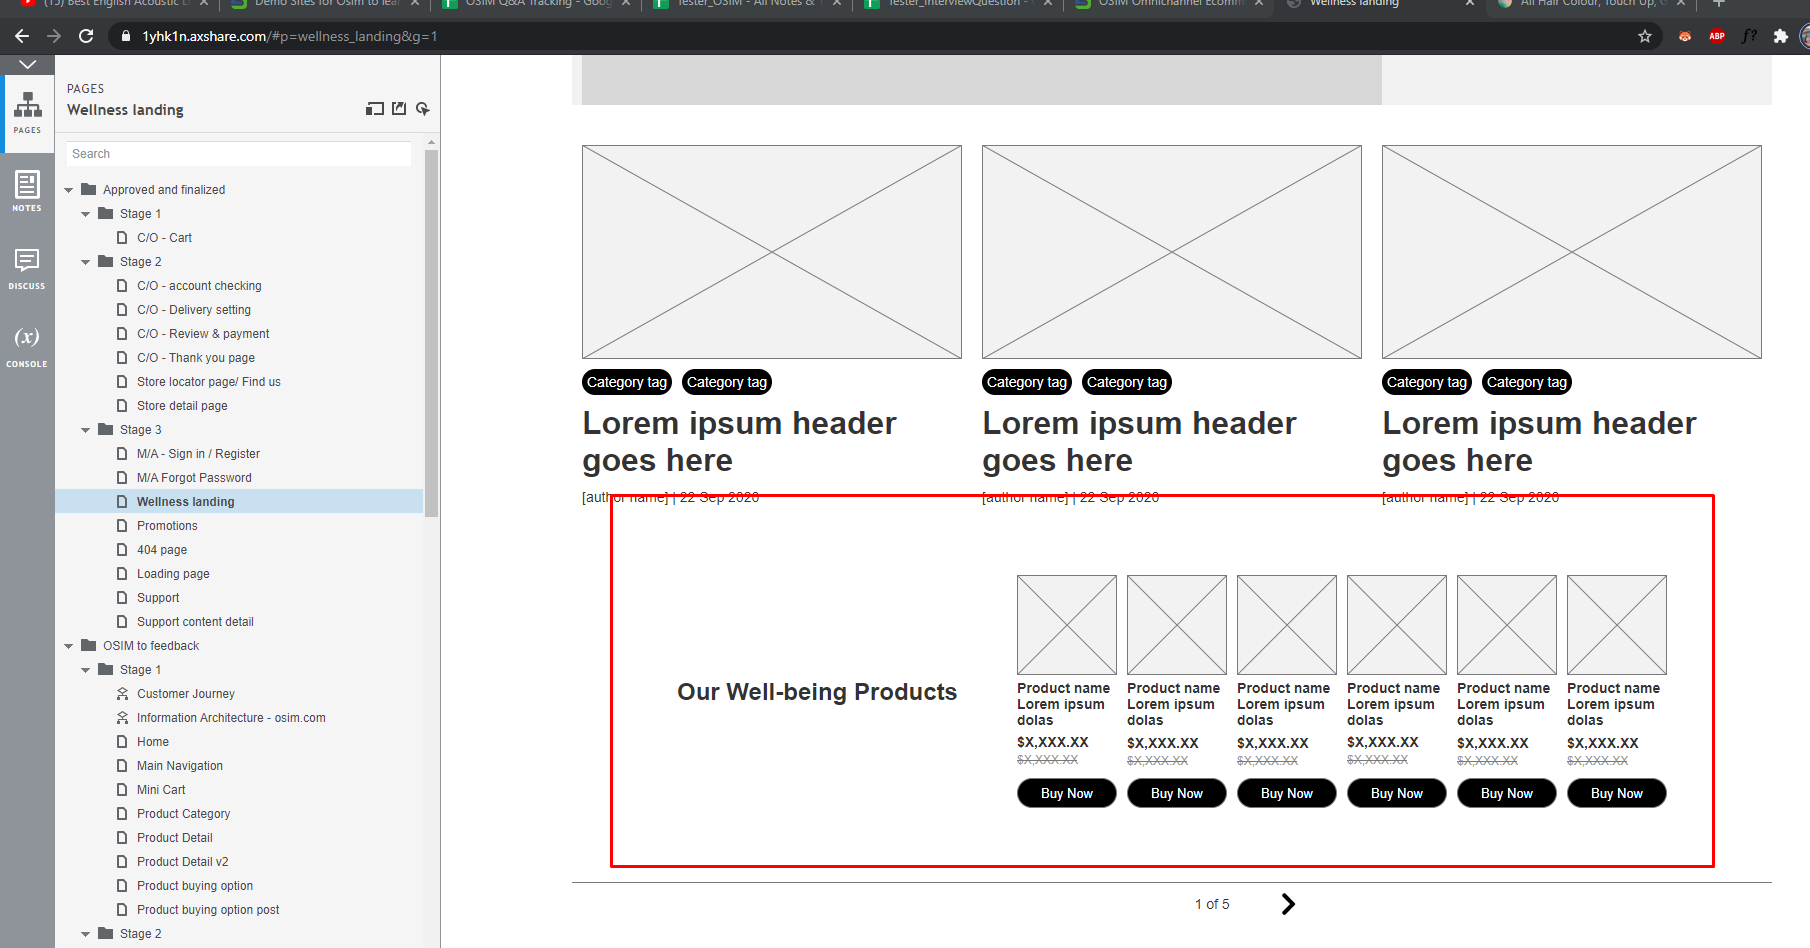 Demo Sites for Osim to lear
OSIM Q&A Tracking - Goog
Tester_OSIM - All Notes & T
Tester_InterviewQuestion - G
OSIM Omnichannel Ecomm
Wellness landing
All Hair Colour, Touch Up,
1yhk1n.axshare.com/#p=wellness_landing&g=1
ABP
f?
PAGES
NOTES
DISCUSS
(x)
CONSOLE
PAGES
Wellness landing
Search
Approved and finalized
Stage 1
C/O - Cart
Stage 2
C/O - account checking
C/O - Delivery setting
C/O - Review & payment
C/O - Thank you page
Store locator page/ Find us
Store detail page
Stage 3
M/A - Sign in / Register
M/A Forgot Password
Wellness landing
Promotions
404 page
Loading page
Support
Support content detail
OSIM to feedback
Stage 1
Customer Journey
Information Architecture - osim.com
Home
Main Navigation
Mini Cart
Product Category
Product Detail
Product Detail v2
Product buying option
Product buying option post
Stage 2
Category tag Category tag
Lorem ipsum header
goes here
[author name] | 22 Sep 2020
Category tag Category tag
Lorem ipsum header
goes here
[author name] | 22 Sep 2020
Category tag Category tag
Lorem ipsum header
goes here
[author name] | 22 Sep 2020
Our Well-being Products
Product name
Lorem ipsum
dolas
$X,XXX.XX
$X,XXX.XX
Buy Now
Product name
Lorem ipsum
dolas
$X,XXX.XX
$X,XXX.XX
Buy Now
Product name
Lorem ipsum
dolas
$X,XXX.XX
$X,XXX.XX
Buy Now
Product name
Lorem ipsum
dolas
$X,XXX.XX
$X,XXX.XX
Buy Now
Product name
Lorem ipsum
dolas
$X,XXX.XX
$X,XXX.XX
Buy Now
Product name
Lorem ipsum
dolas
$X,XXX.XX
$X,XXX.XX
Buy Now
1 of 5